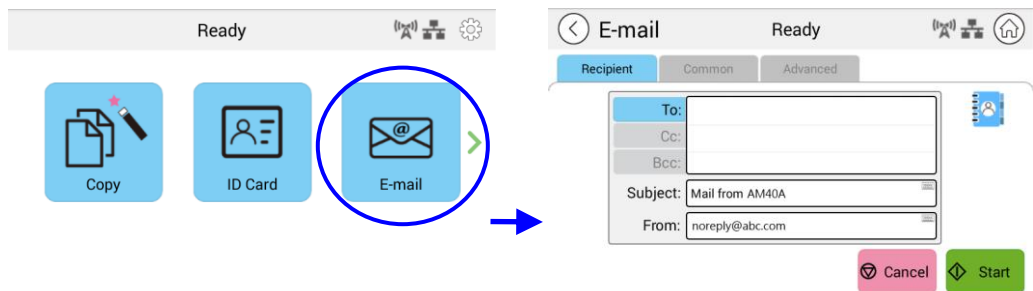 Ready
Copy
ID Card
@
E-mail
E-mail
Ready
Recipient
Common
Advanced
To:
Cc:
Bcc:
Subject: Mail from AM40A
From: noreply@abc.com
Cancel
Start